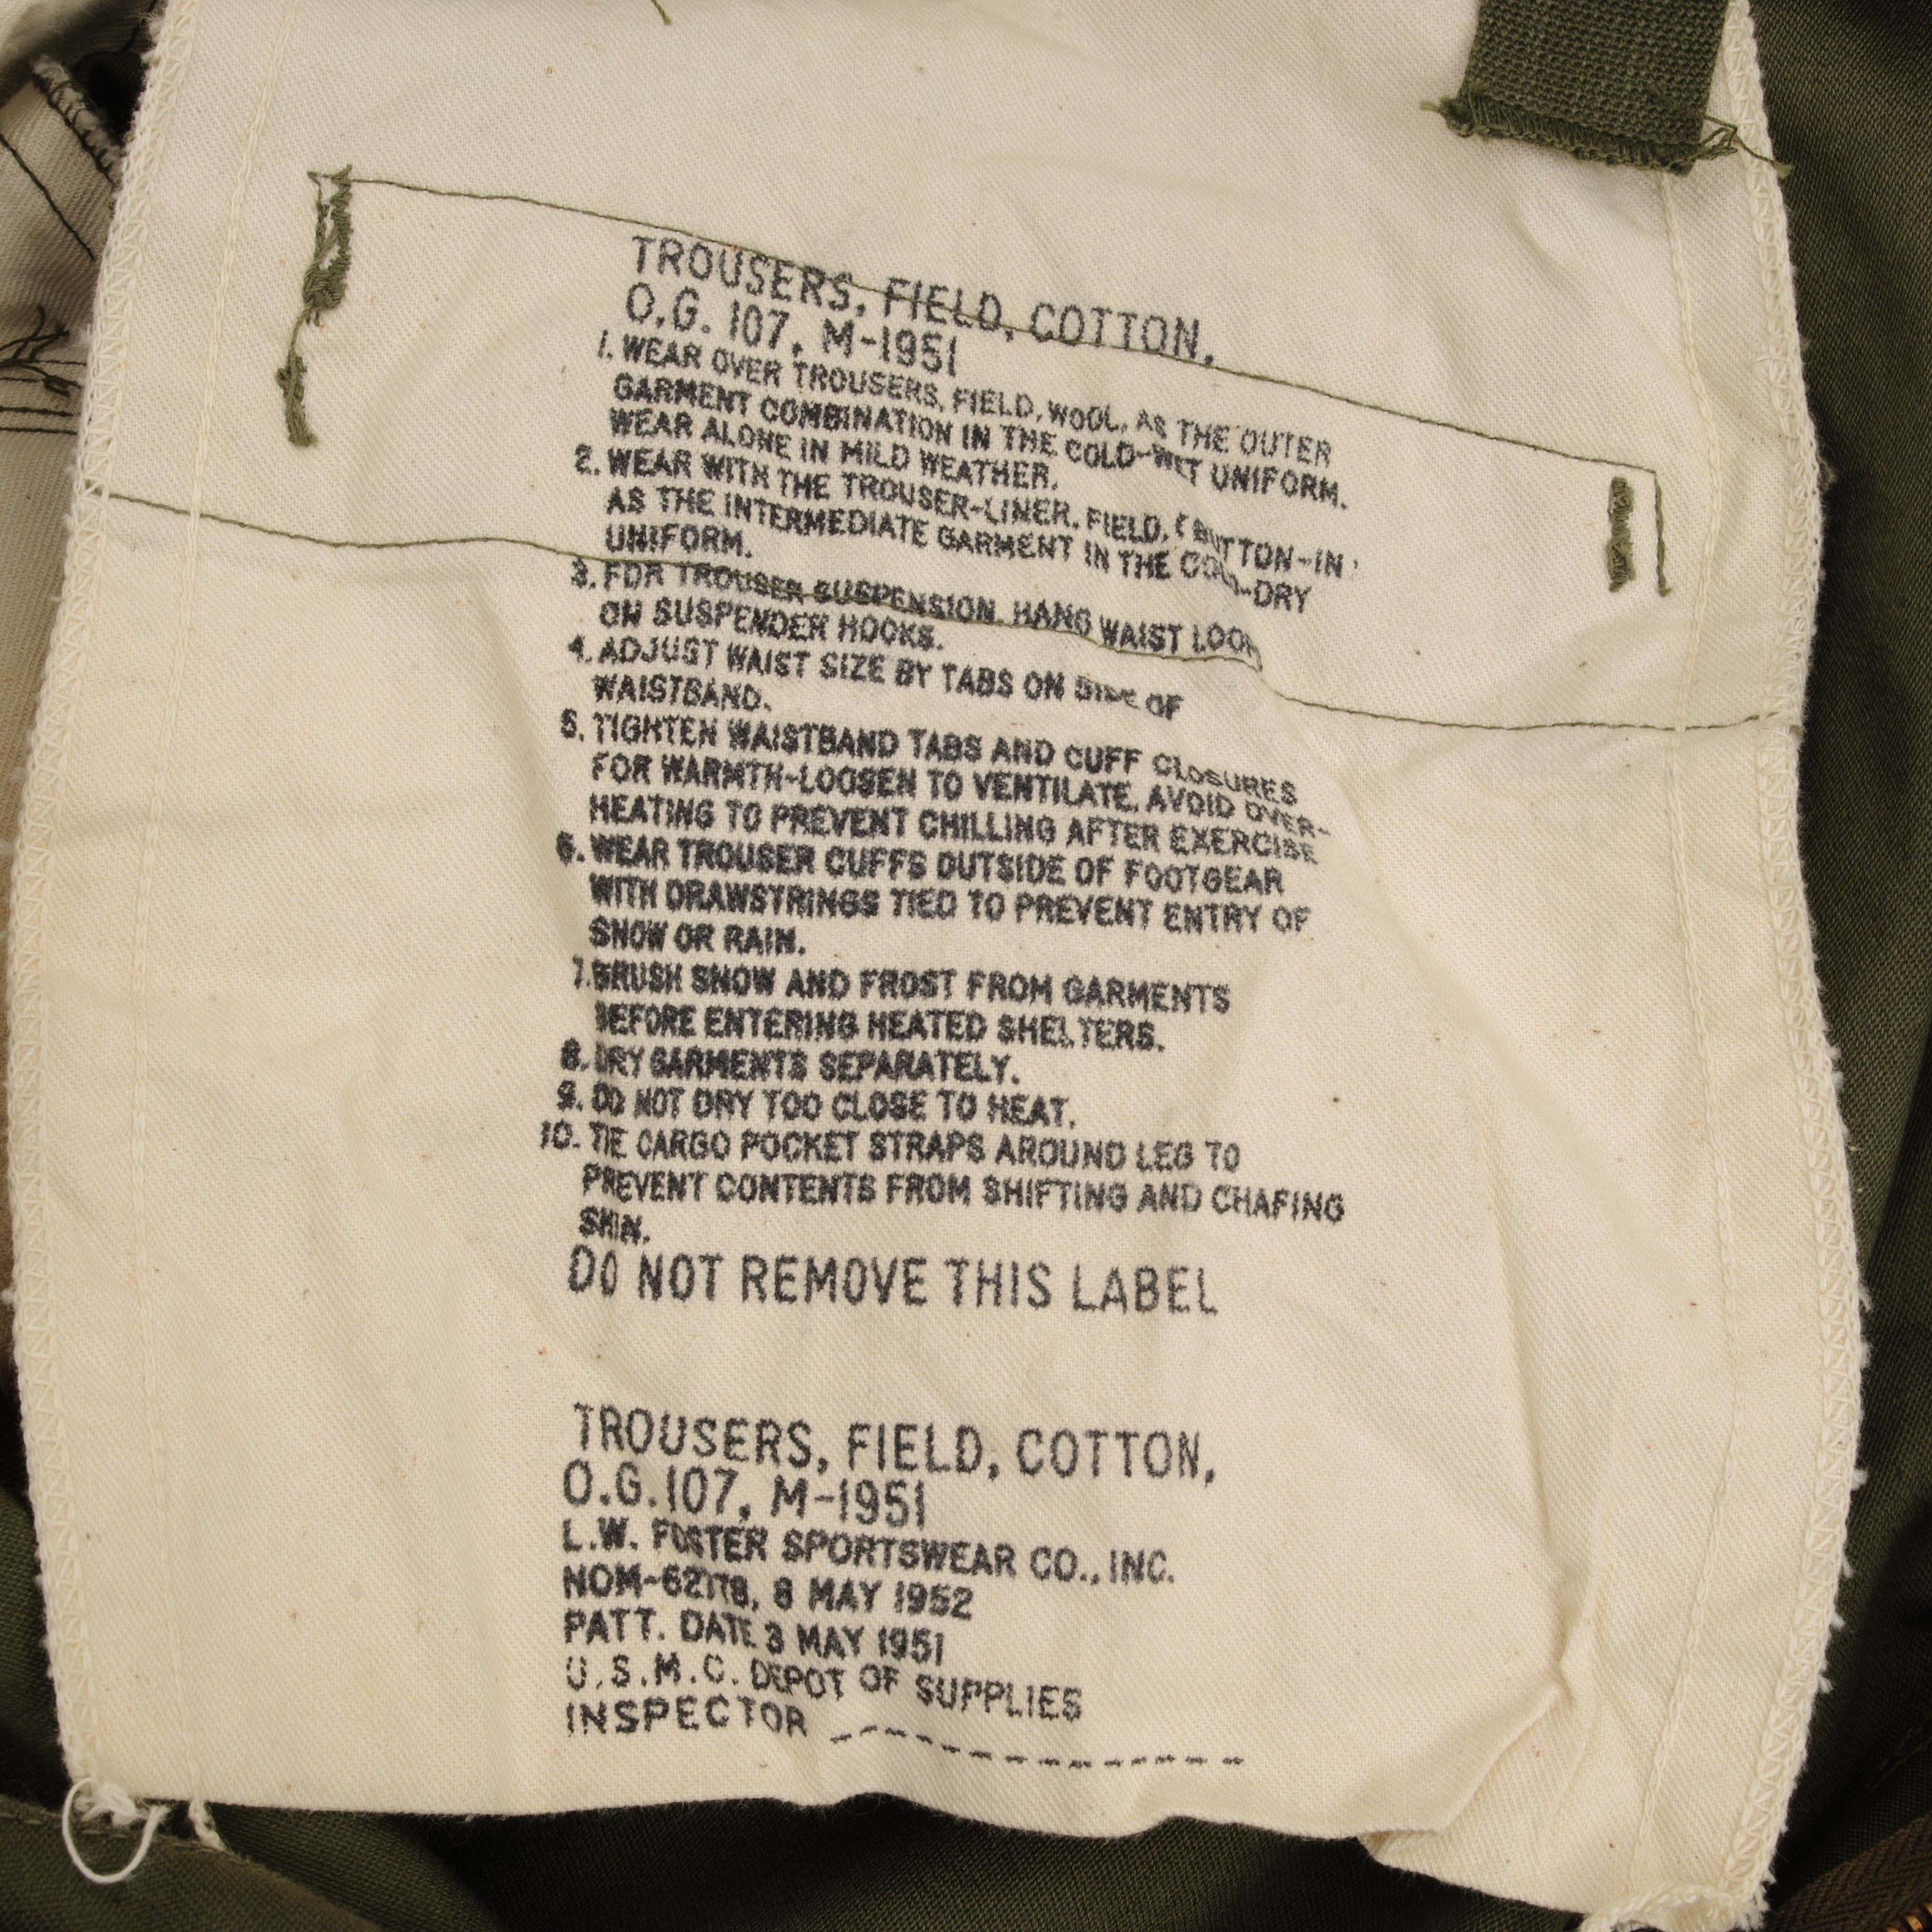 TROUSERS, FIELD, COTTON,
O.G. 107, M-1951
1. WEAR OVER TROUSERS, FIELD, WOOL, AS THE OUTER
GARMENT COMBINATION IN THE COLD-WET UNIFORM.
WEAR ALONE IN MILD WEATHER.
2. WEAR WITH THE TROUSER-LINER, FIELD, (BUTTON-IN)
AS THE INTERMEDIATE GARMENT IN THE COLD-DRY
UNIFORM.
3. FOR TROUSER SUSPENSION, HANG WAIST LOOPS
ON SUSPENDER HOOKS.
4. ADJUST WAIST SIZE BY TABS ON SIDE OF
WAISTBAND.
5. TIGHTEN WAISTBAND TABS AND CUFF CLOSURES
FOR WARMTH-LOOSEN TO VENTILATE, AVOID OVER-
HEATING TO PREVENT CHILLING AFTER EXERCISE
6. WEAR TROUSER CUFFS OUTSIDE OF FOOTGEAR
WITH DRAWSTRINGS TIED TO PREVENT ENTRY OF
SNOW OR RAIN.
7. BRUSH SNOW AND FROST FROM GARMENTS
BEFORE ENTERING HEATED SHELTERS.
8. DRY GARMENTS SEPARATELY.
9. DO NOT DRY TOO CLOSE TO HEAT.
10. TIE CARGO POCKET STRAPS AROUND LEG TO
PREVENT CONTENTS FROM SHIFTING AND CHAFING
SKIN.
DO NOT REMOVE THIS LABEL
TROUSERS, FIELD, COTTON,
O.G. 107, M-1951
L.W. FOSTER SPORTSWEAR CO., INC.
8 MAY 1952
PATT. DATE 3 MAY 1951
U.S.M.C. DEPOT OF SUPPLIES
INSPECTOR --------------